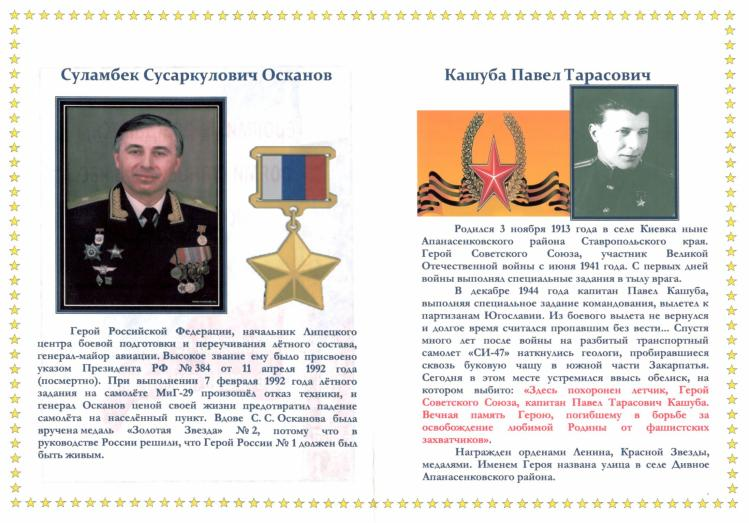 Суламбек Сусаркулович Осканов
Герой Российской Федерации, начальник Липецкого
центра боевой подготовки и переучивания лётного состава,
генерал-майор авиации. Высокое звание ему было присвоено
указом Президента РФ №384 от 11 апреля 1992 года
(посмертно). При выполнении 7 февраля 1992 года лётного
задания на самолёте МиГ-29 произошёл отказ техники, и
генерал Осканов ценой своей жизни предотвратил падение
самолёта на населённый пункт. Вдове С. С. Осканова была
вручена медаль «Золотая Звезда» №2, потому что в
руководстве России решили, что Герой России №1 должен был
быть живым.
Кашуба Павел Тарасович
Родился 3 ноября 1913 года в селе Киевка ныне
Апанасенковского района Ставропольского края.
Герой Советского Союза, участник Великой
Отечественной войны с июня 1941 года. С первых дней
войны выполнял специальные задания в тылу врага.
В декабре 1944 года капитан Павел Кашуба,
выполняя специальное задание командования, вылетел к
партизанам Югославии. Из боевого вылета не вернулся
и долгое время считался пропавшим без вести... Спустя
много лет после войны на разбитый транспортный
самолет «СИ-47» наткнулись геологи, пробиравшиеся
сквозь буковую чащу в южной части Закарпатья.
Сегодня в этом месте устремился ввысь обелиск, на
котором выбито: «Здесь похоронен летчик, Герой
Советского Союза, капитан Павел Тарасович Кашуба.
Вечная память Герою, погибшему в борьбе за
освобождение любимой Родины от фашистских
захватчиков».
Награжден орденами Ленина, Красной Звезды,
медалями. Именем Героя названа улица в селе Дивное
Апанасенковского района.